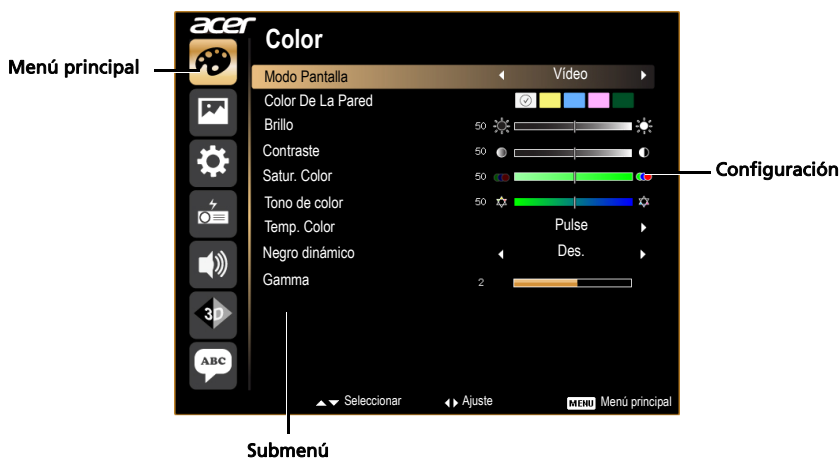 acer
Color
Menú principal
Modo Pantalla Vídeo
Color De La Pared
Brillo 50
Contraste 50
Configuración
Satur. Color 50
Tono de color 50
Temp. Color Pulse
Negro dinámico Des.
Gamma 2
3D
ABC
Seleccionar Ajuste MENU Menú principal
Submenú